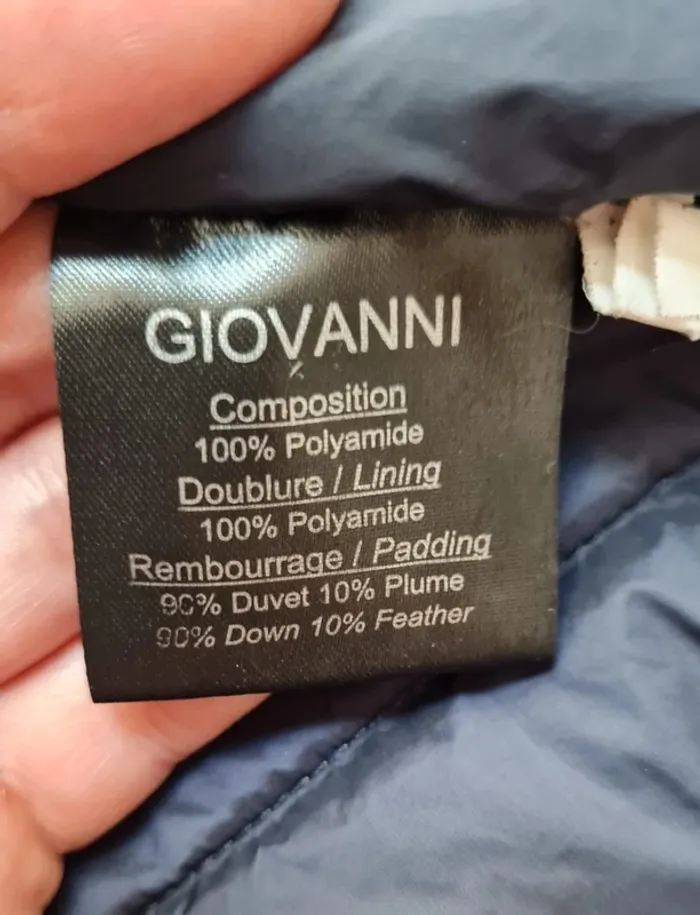 GIOVANNI
Composition
100% Polyamide
Doublure / Lining
100% Polyamide
Rembourrage / Padding
90% Duvet 10% Plume
90% Down 10% Feather